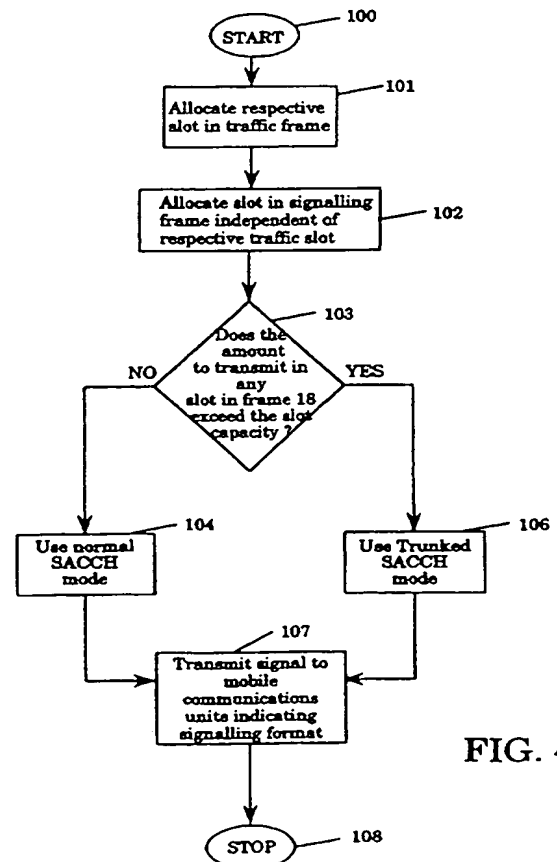 START
100
101
Allocate respective
slot in traffic frame
Allocate slot in signalling
frame independent of
respective traffic slot
102
103
Does the
amount
to transmit in
any
slot in frame 18
exceed the slot
capacity ?
NO
YES
104
Use normal
SACCH
mode
106
Use Trunked
SACCH
mode
107
Transmit signal to
mobile
communications
units indicating
signalling format
FIG.
STOP
108